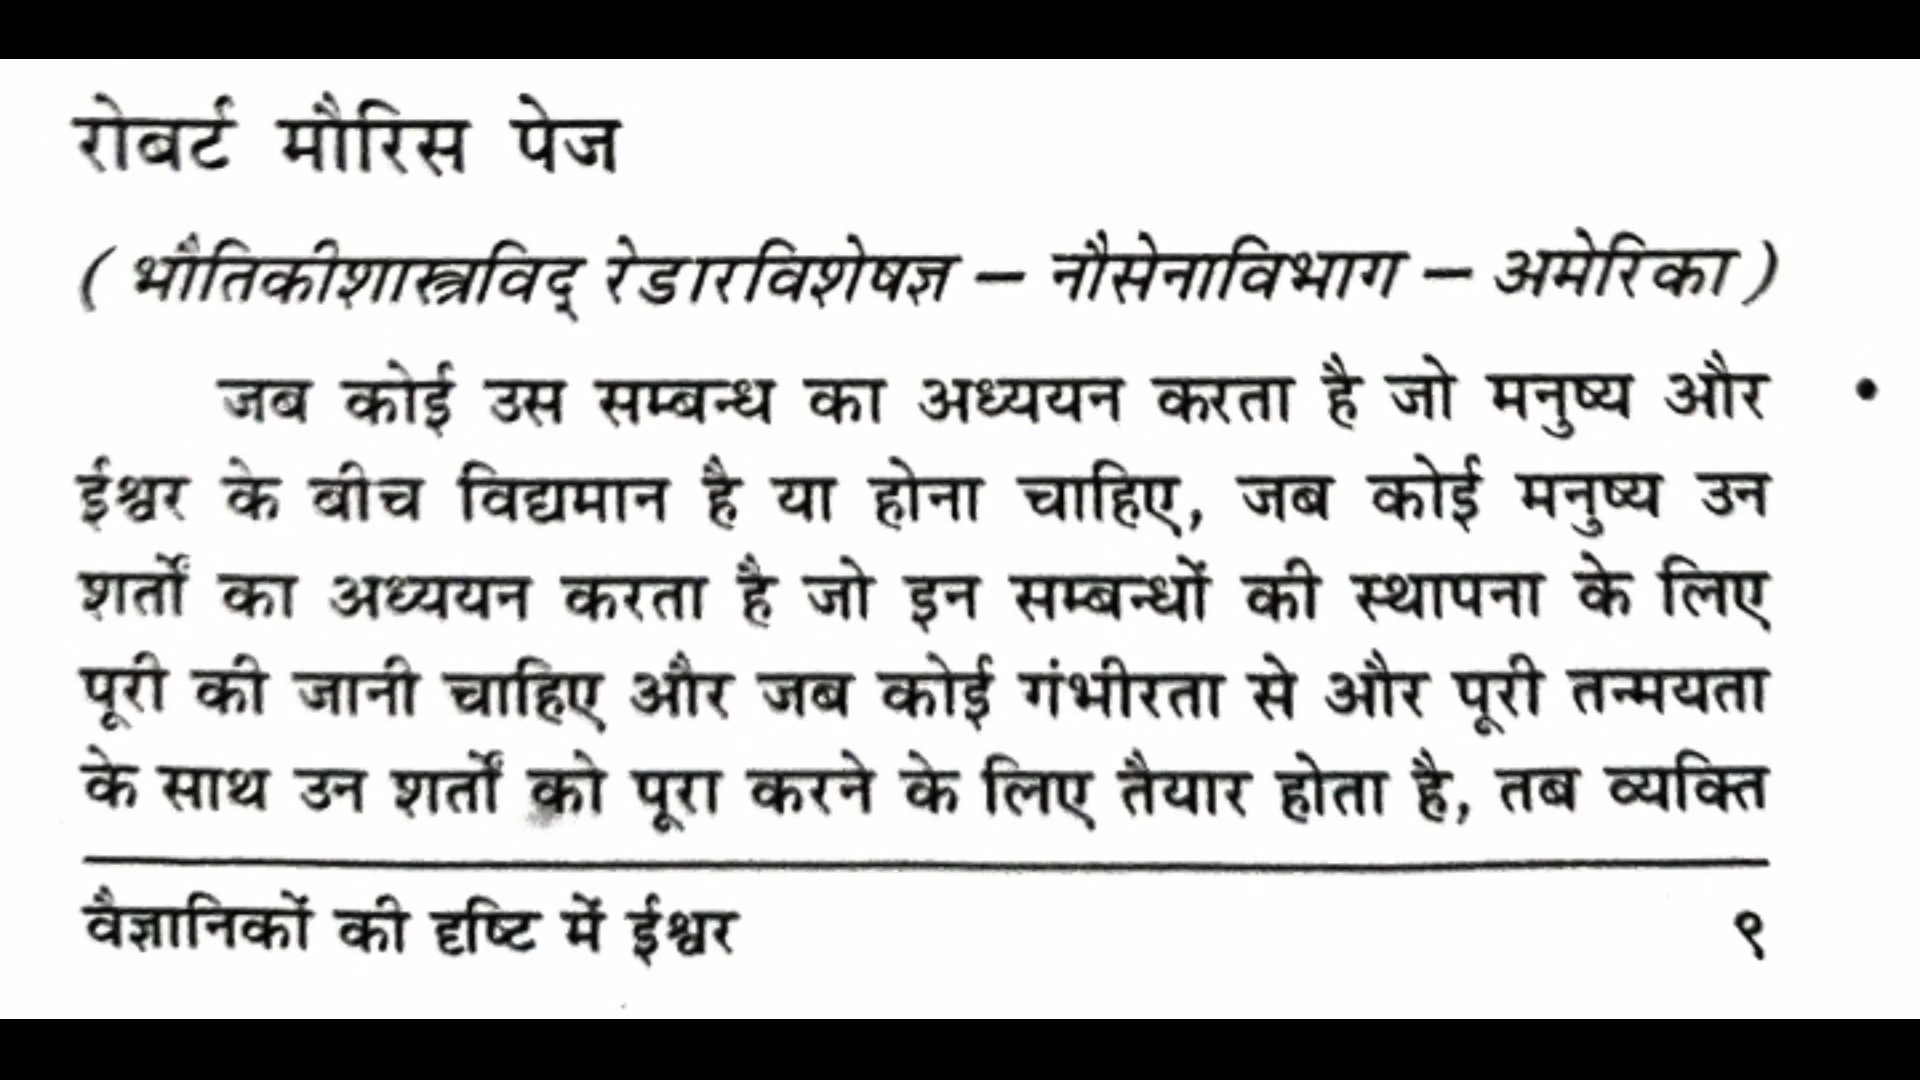 रोबर्ट मौरिस पेज
( भौतिकीशास्त्रविद् रेडारविशेषज्ञ – नौसेनाविभाग – अमेरिका )
जब कोई उस सम्बन्ध का अध्ययन करता है जो मनुष्य और
ईश्वर के बीच विद्यमान है या होना चाहिए, जब कोई मनुष्य उन
शर्तों का अध्ययन करता है जो इन सम्बन्धों की स्थापना के लिए
पूरी की जानी चाहिए और जब कोई गंभीरता से और पूरी तन्मयता
के साथ उन शर्तों को पूरा करने के लिए तैयार होता है, तब व्यक्ति
वैज्ञानिकों की दृष्टि में ईश्वर ९